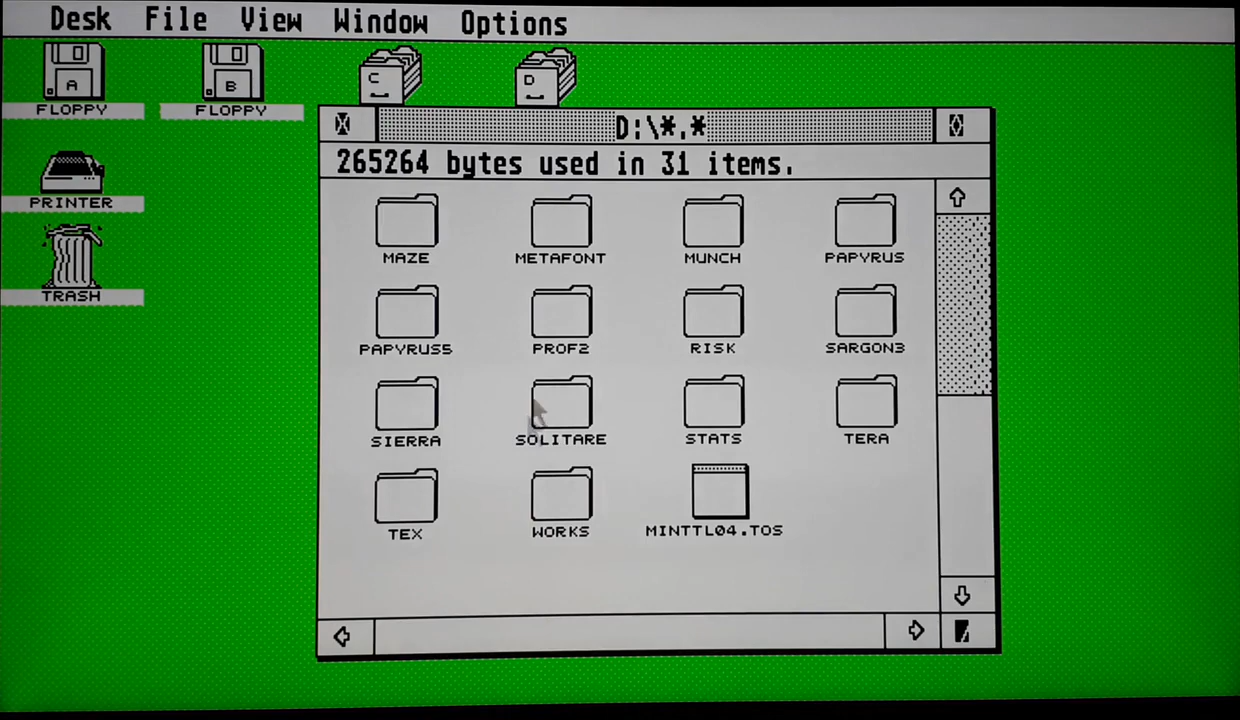 Desk File View Window Options
A
FLOPPY
B
FLOPPY
C
D
PRINTER
TRASH
D:\*.*
265264 bytes used in 31 items.
MAZE METAFONT MUNCH PAPYRUS
PAPYRUS5 PROF2 RISK SARGON3
SIERRA SOLITARE STATS TERA
TEX WORKS MINTTL04.TOS